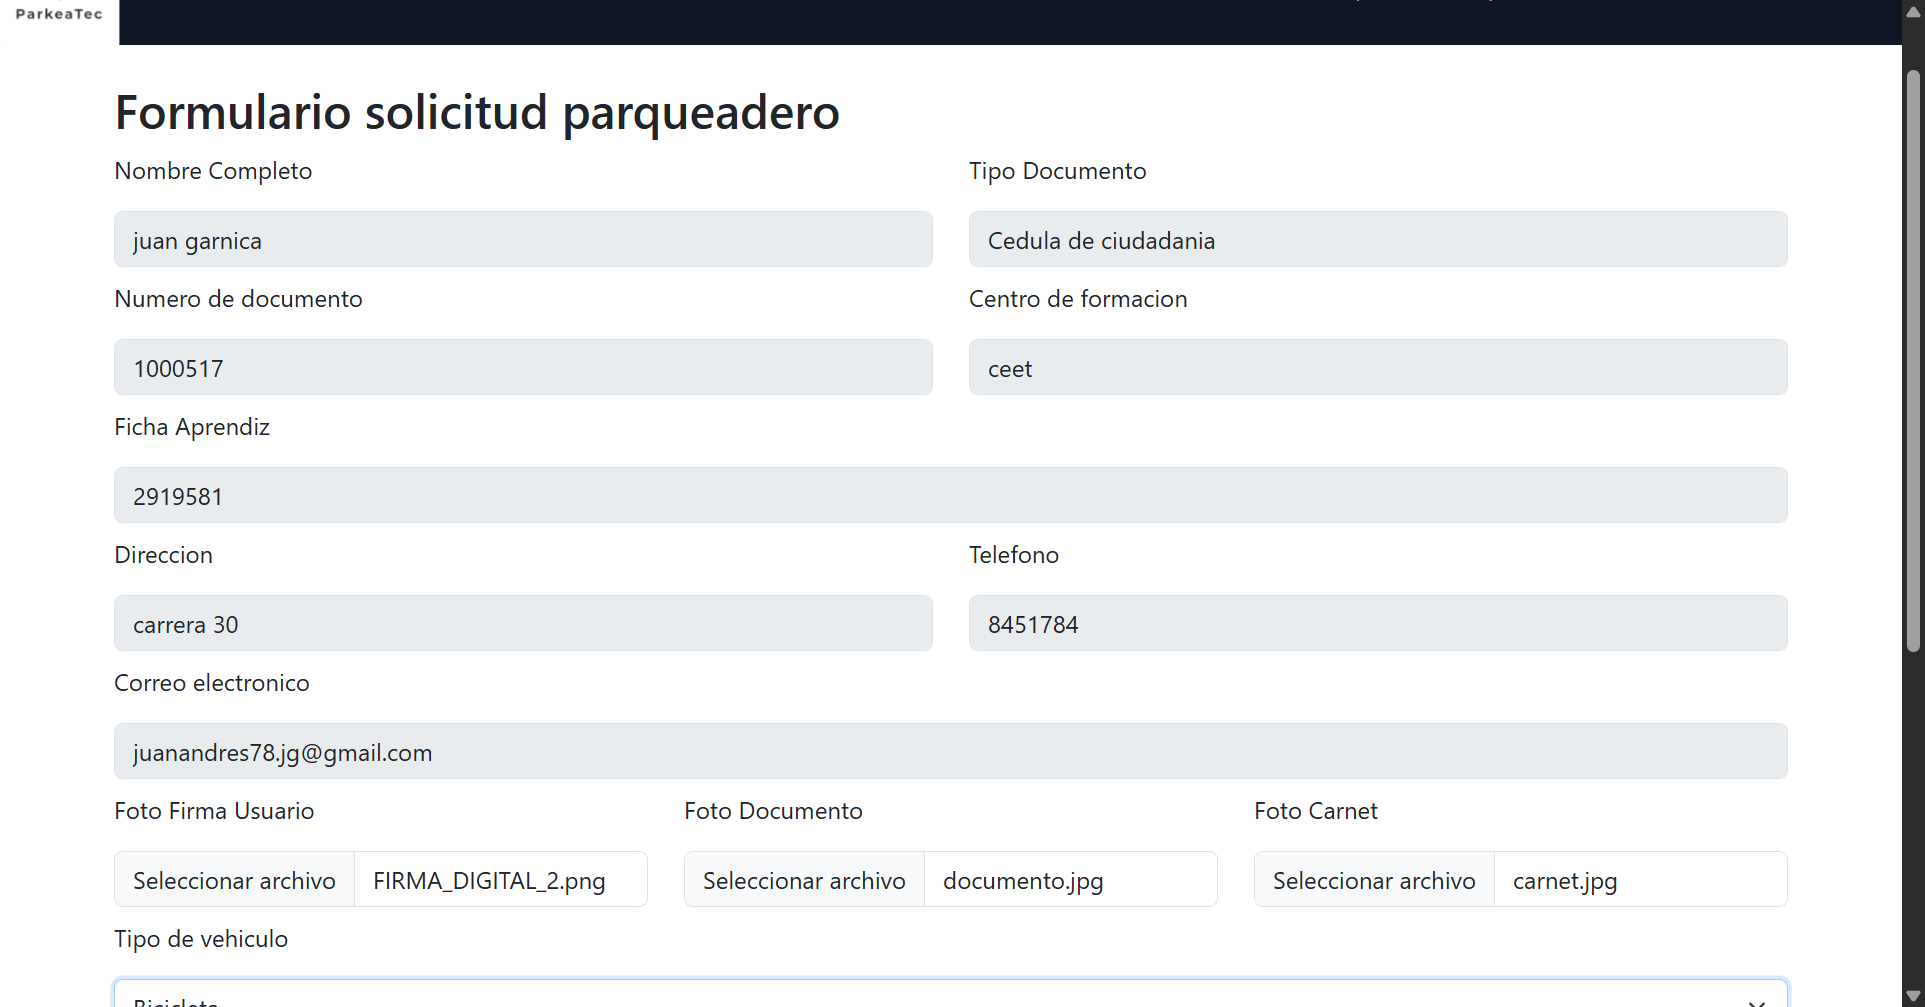 ParkeaTec
Formulario solicitud parqueadero
Nombre Completo
Tipo Documento
juan garnica
Cedula de ciudadania
Numero de documento
Centro de formacion
1000517
ceet
Ficha Aprendiz
2919581
Direccion
Telefono
carrera 30
8451784
Correo electronico
juanandres78.jg@gmail.com
Foto Firma Usuario
Foto Documento
Foto Carnet
Seleccionar archivo FIRMA_DIGITAL_2.png
Seleccionar archivo documento.jpg
Seleccionar archivo carnet.jpg
Tipo de vehiculo
Bicicleta